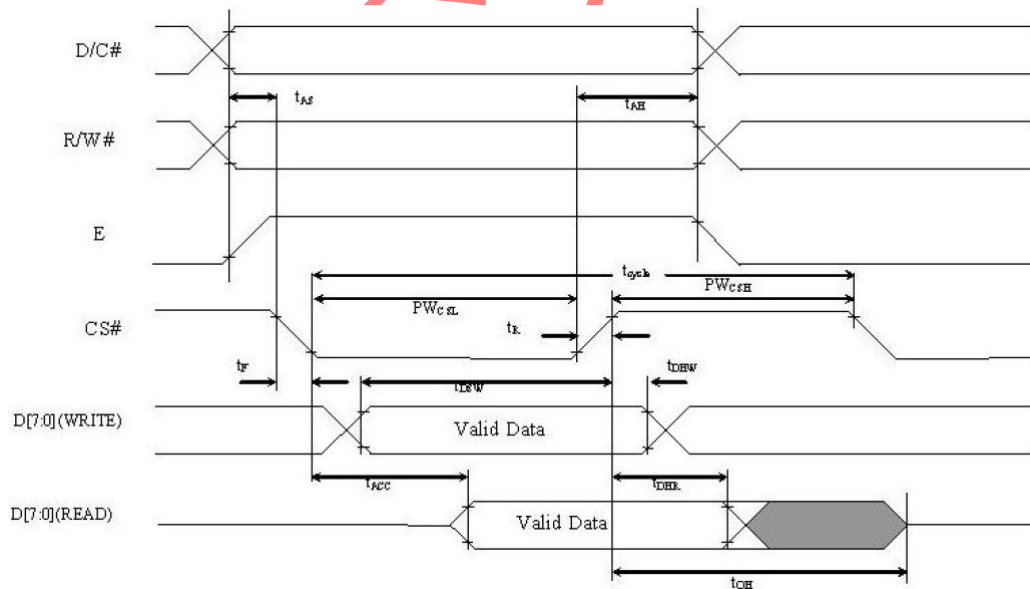 D/C#
tAS
tAH
R/W#
E
tcycle
PWCSL
PWCSH
CS#
tR
tF
tDSW
tDHW
D[7:0](WRITE)
Valid Data
tACC
tDHR
D[7:0](READ)
Valid Data
tOH